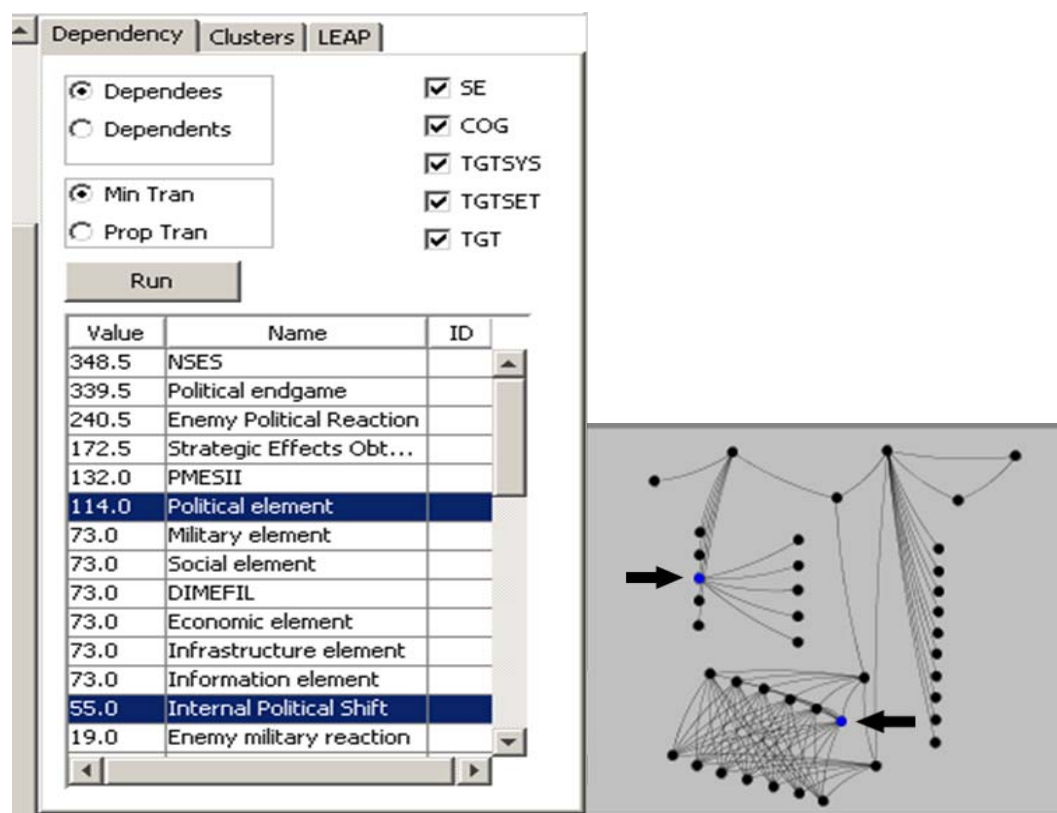 Dependency Clusters LEAP
Dependees
Dependents
SE
COG
TGTSYS
TGTSET
TGT
Min Tran
Prop Tran
Run
Value Name ID
348.5 NSES
339.5 Political endgame
240.5 Enemy Political Reaction
172.5 Strategic Effects Obt...
132.0 PMESII
114.0 Political element
73.0 Military element
73.0 Social element
73.0 DIMEFIL
73.0 Economic element
73.0 Infrastructure element
73.0 Information element
55.0 Internal Political Shift
19.0 Enemy military reaction